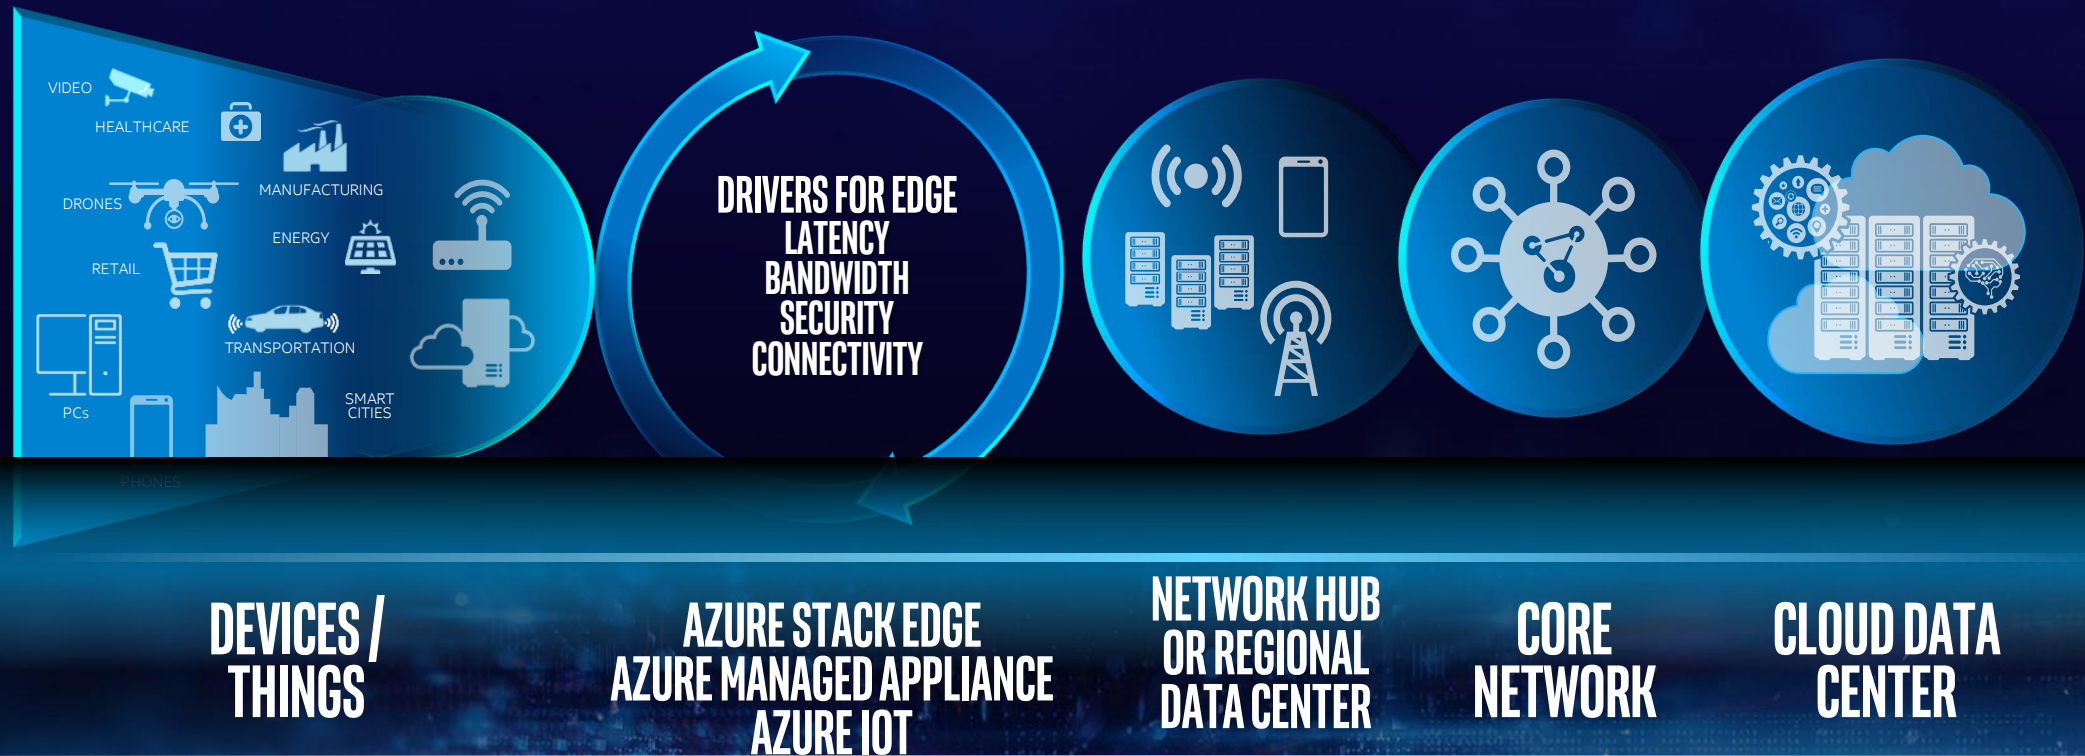 VIDEO
HEALTHCARE
MANUFACTURING
DRONES
ENERGY
RETAIL
TRANSPORTATION
SMART
CITIES
PCs
PHONES
DRIVERS FOR EDGE
LATENCY
BANDWIDTH
SECURITY
CONNECTIVITY
DEVICES /
THINGS
AZURE STACK EDGE
AZURE MANAGED APPLIANCE
AZURE IOT
NETWORK HUB
OR REGIONAL
DATA CENTER
CORE
NETWORK
CLOUD DATA
CENTER